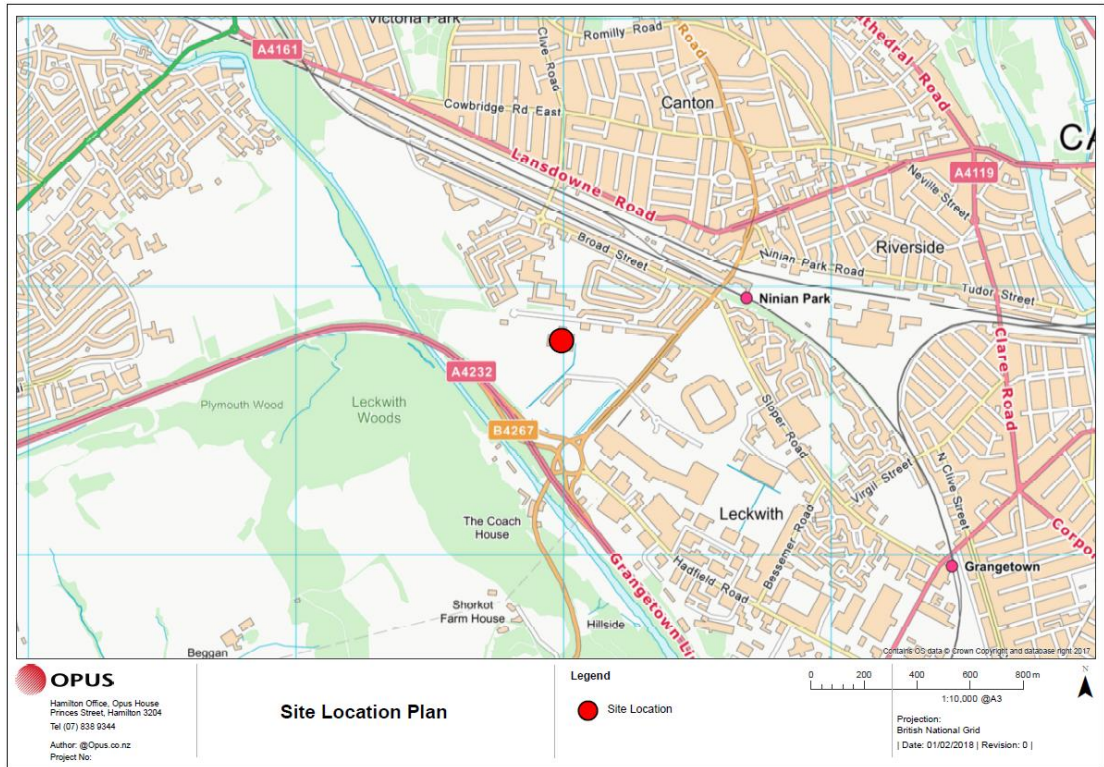 Victoria Park
A4161
Clive Road
Romilly Road
Road
Cathedral Road
Cowbridge Rd East
Canton
CA
Lansdowne Road
A4119
Neville Street
Riverside
Broad Street
Ninian Park Road
Ninian Park
Tudor Street
A4232
Clare Road
Plymouth Wood
Leckwith
Woods
B4267
Sloper Road
Virgil Street
N Clive Street
The Coach
House
Leckwith
Bessemer Road
Corpo
Grangetown Lin
Hadfield Road
Grangetown
Shorkot
Farm House
Hillside
Beggan
Contains OS data © Crown Copyright and database right 2017
OPUS
Hamilton Office, Opus House
Princes Street, Hamilton 3204
Tel (07) 838 9344
Author: @Opus.co.nz
Project No:
Site Location Plan
Legend
Site Location
0 200 400 600 800 m
1:10,000 @A3
N
Projection:
British National Grid
| Date: 01/02/2018 | Revision: 0 |